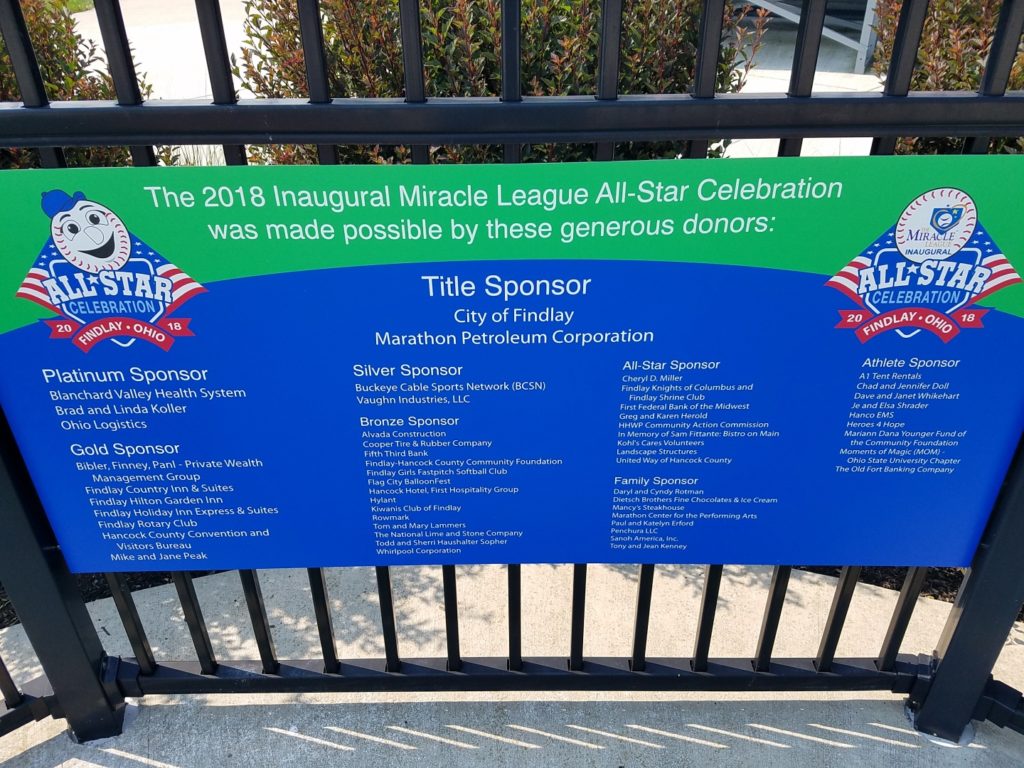 The 2018 Inaugural Miracle League All-Star Celebration
was made possible by these generous donors:
ALL★STAR
CELEBRATION
20 FINDLAY • OHIO 18
THE
MIRACLE
LEAGUE
INAUGURAL
ALL★STAR
CELEBRATION
20 FINDLAY • OHIO 18
Title Sponsor
City of Findlay
Marathon Petroleum Corporation
Platinum Sponsor
Blanchard Valley Health System
Brad and Linda Koller
Ohio Logistics
Gold Sponsor
Bibler, Finney, Panl - Private Wealth
Management Group
Findlay Country Inn & Suites
Findlay Hilton Garden Inn
Findlay Holiday Inn Express & Suites
Findlay Rotary Club
Hancock County Convention and
Visitors Bureau
Mike and Jane Peak
Silver Sponsor
Buckeye Cable Sports Network (BCSN)
Vaughn Industries, LLC
Bronze Sponsor
Alvada Construction
Cooper Tire & Rubber Company
Fifth Third Bank
Findlay-Hancock County Community Foundation
Findlay Girls Fastpitch Softball Club
Flag City BalloonFest
Hancock Hotel, First Hospitality Group
Hylant
Kiwanis Club of Findlay
Rowmark
Tom and Mary Lammers
The National Lime and Stone Company
Todd and Sherri Haushalter Sopher
Whirlpool Corporation
All-Star Sponsor
Cheryl D. Miller
Findlay Knights of Columbus and
Findlay Shrine Club
First Federal Bank of the Midwest
Greg and Karen Herold
HHWP Community Action Commission
In Memory of Sam Fittante: Bistro on Main
Kohl's Cares Volunteers
Landscape Structures
United Way of Hancock County
Family Sponsor
Daryl and Cyndy Rotman
Dietsch Brothers Fine Chocolates & Ice Cream
Mancy's Steakhouse
Marathon Center for the Performing Arts
Paul and Katelyn Erford
Penchura LLC
Sanoh America, Inc.
Tony and Jean Kenney
Athlete Sponsor
A1 Tent Rentals
Chad and Jennifer Doll
Dave and Janet Whikehart
Je and Elsa Shrader
Hanco EMS
Heroes 4 Hope
Mariann Dana Younger Fund of
the Community Foundation
Moments of Magic (MOM) -
Ohio State University Chapter
The Old Fort Banking Company